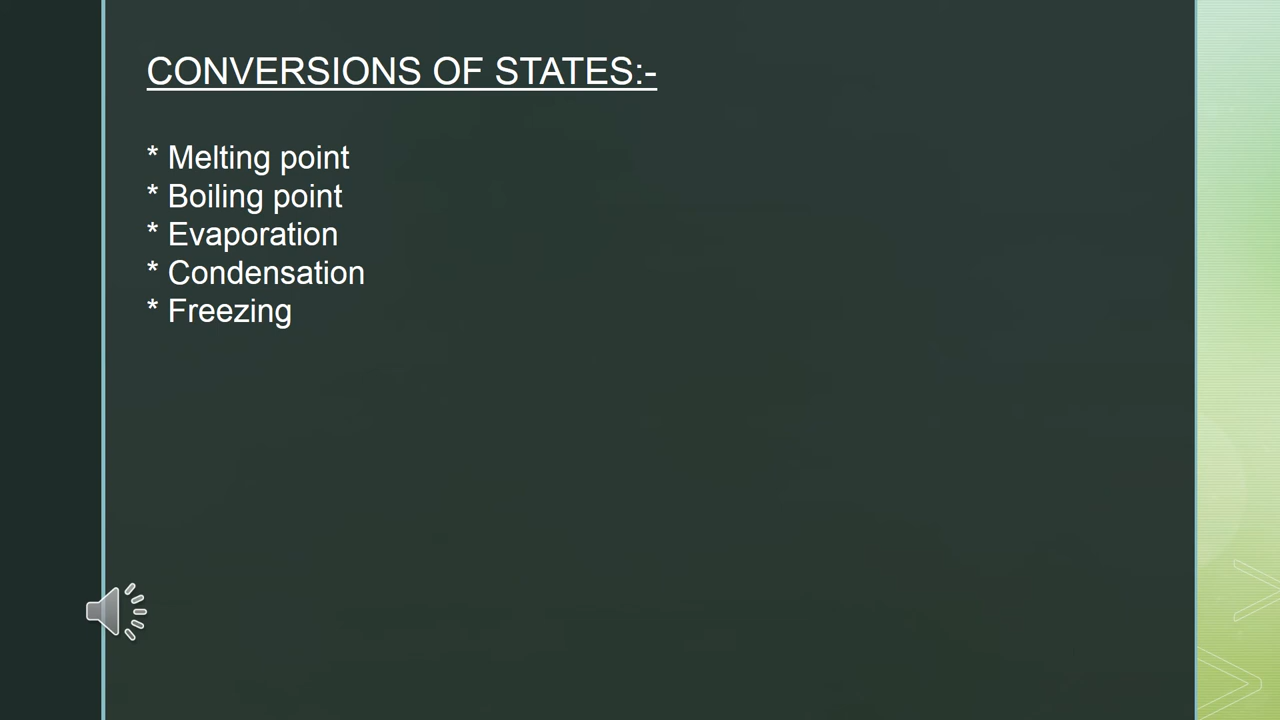 CONVERSIONS OF STATES:-
* Melting point
* Boiling point
* Evaporation
* Condensation
* Freezing